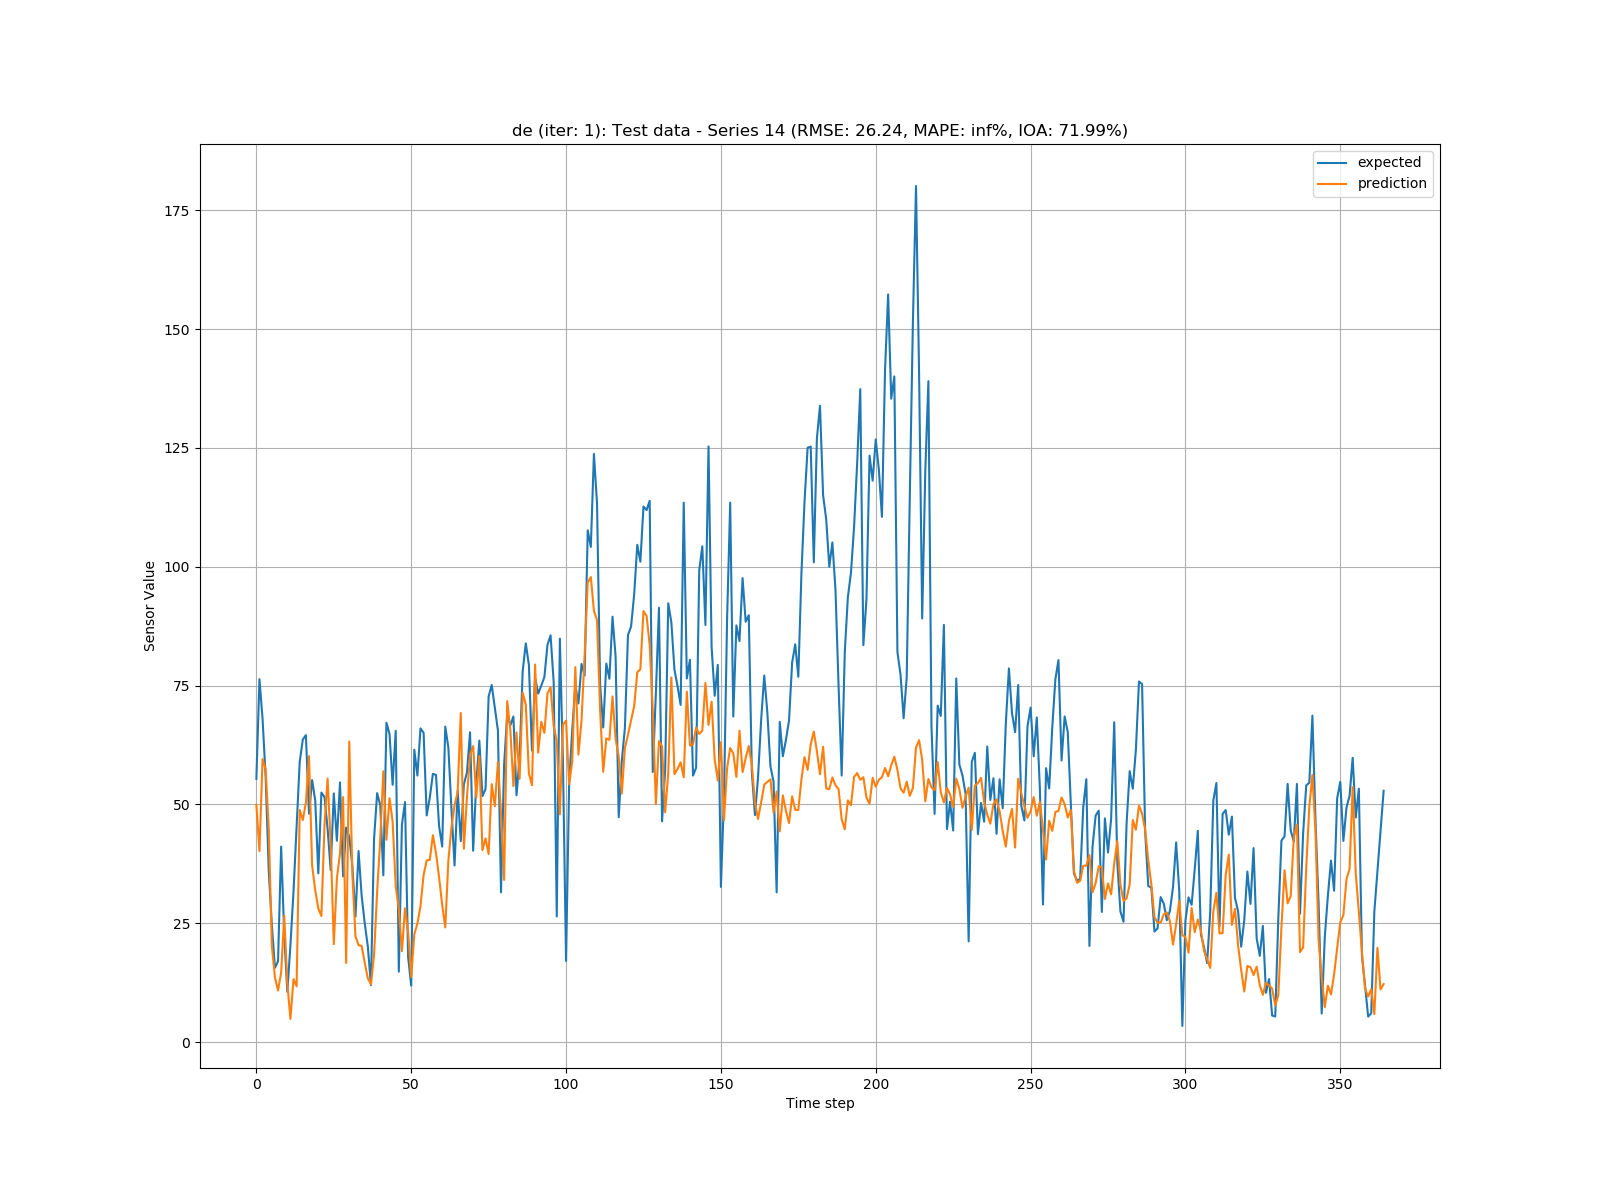 de (iter: 1): Test data - Series 14 (RMSE: 26.24, MAPE: inf%, IOA: 71.99%)
expected
prediction
175
150
125
100
75
50
25
0
Sensor Value
0 50 100 150 200 250 300 350
Time step